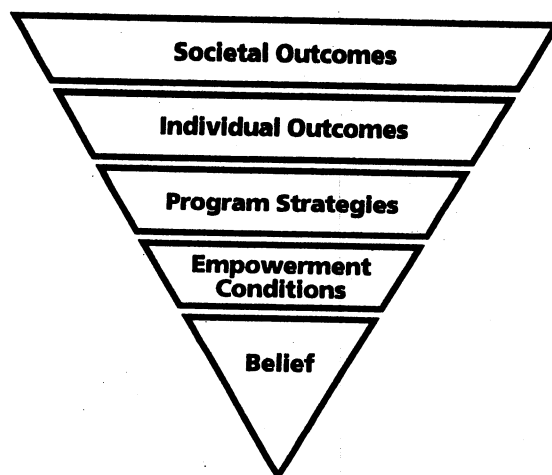 Societal Outcomes
Individual Outcomes
Program Strategies
Empowerment
Conditions
Belief